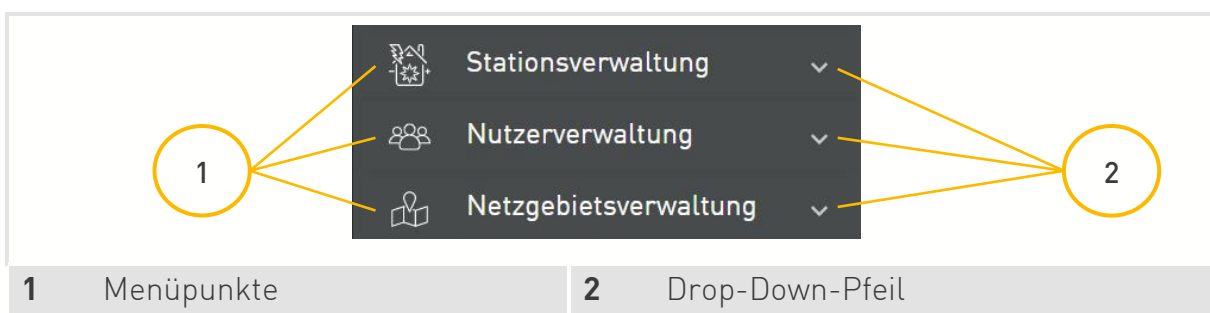 Stationsverwaltung
Nutzerverwaltung
1
2
Netzgebietsverwaltung
1 Menüpunkte 2 Drop-Down-Pfeil